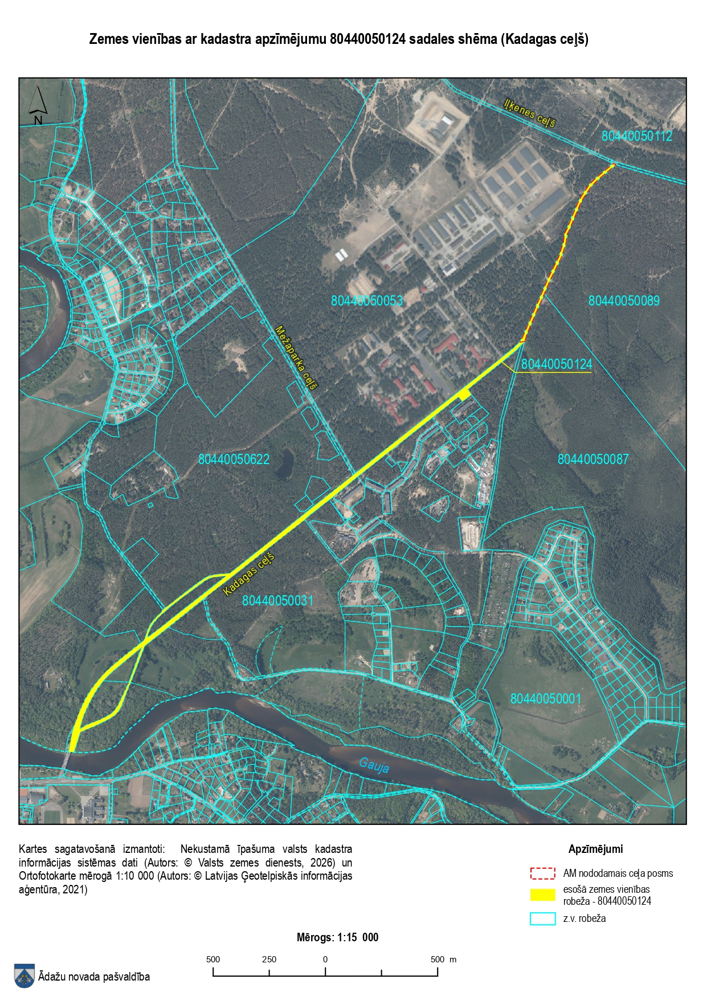 Zemes vienības ar kadastra apzīmējumu 80440050124 sadales shēma (Kadagas ceļš)
N
Iļķenes ceļš
80440050112
80440050053
80440050089
Mežaparka ceļš
80440050124
80440050622
80440050087
Kadagas ceļš
80440050031
80440050001
Gauja
Kartes sagatavošanā izmantoti: Nekustamā īpašuma valsts kadastra
informācijas sistēmas dati (Autors: © Valsts zemes dienests, 2026) un
Ortofotokarte mērogā 1:10 000 (Autors: © Latvijas Ģeotelpiskās informācijas
aģentūra, 2021)
Apzīmējumi
AM nododamais ceļa posms
esošā zemes vienības
robeža - 80440050124
z.v. robeža
Mērogs: 1:15 000
500 250 0 500 m
Ādažu novada pašvaldība